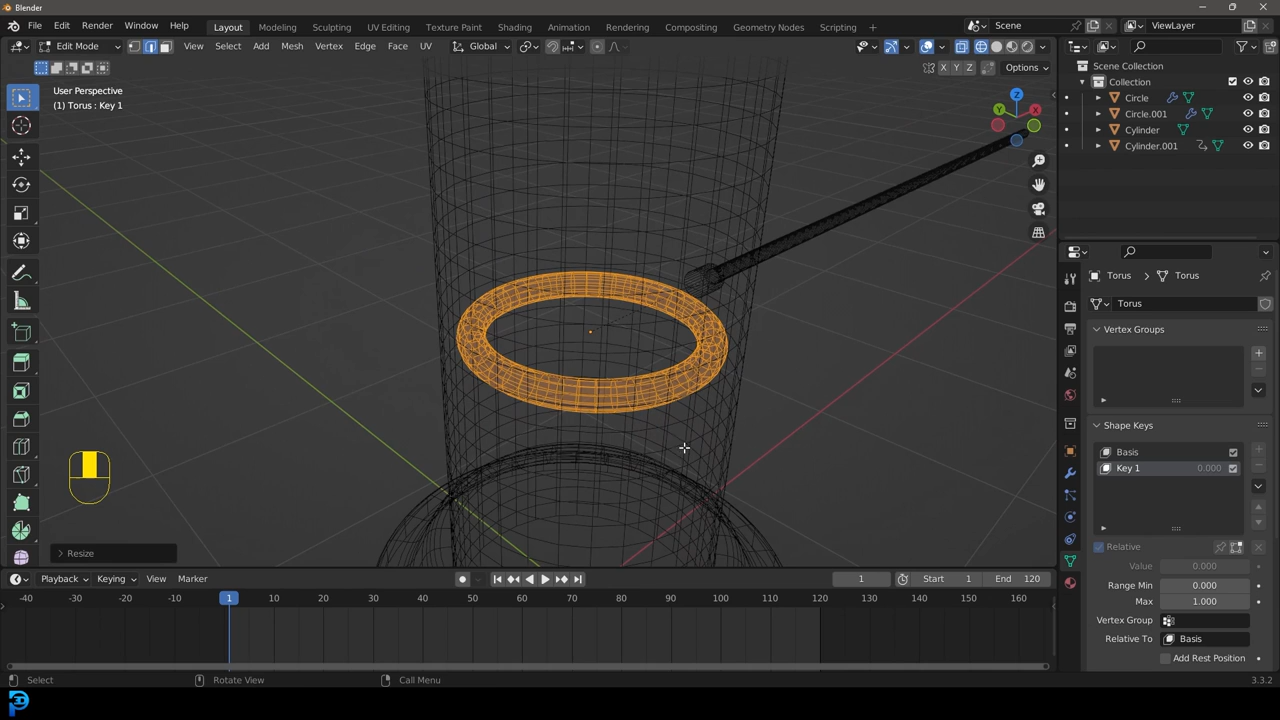 Blender
File Edit Render Window Help
Layout Modeling Sculpting UV Editing Texture Paint Shading Animation Rendering Compositing Geometry Nodes Scripting +
Scene ViewLayer
Edit Mode View Select Add Mesh Vertex Edge Face UV Global
X Y Z Options
User Perspective
(1) Torus : Key 1
Z
Y X
Scene Collection
Collection
Circle
Circle.001
Cylinder
Cylinder.001
Torus Torus
Torus
Vertex Groups
Shape Keys
Basis
Key 1 0.000
Relative
Value 0.000
Range Min 0.000
Max 1.000
Vertex Group
Relative To Basis
Add Rest Position
Resize
Playback Keying View Marker 1 Start 1 End 120
-40 -30 -20 -10 1 10 20 30 40 50 60 70 80 90 100 110 120 130 140 150 160
Select Rotate View Call Menu 3.3.2